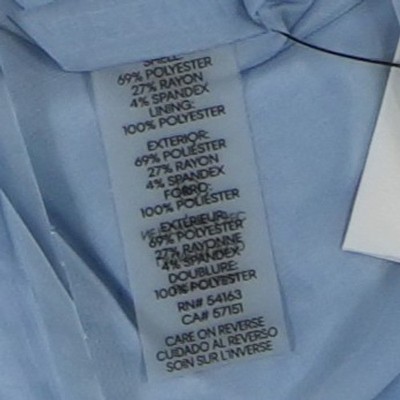 SHELL:
69% POLYESTER
27% RAYON
4% SPANDEX
LINING:
100% POLYESTER
EXTERIOR:
69% POLIÉSTER
27% RAYON
4% SPANDEX
FORRO:
100% POLIÉSTER
EXTÉRIEUR:
69% POLYESTER
27% RAYONNE
4% SPANDEX
DOUBLURE:
100% POLYESTER
RN# 54163
CA# 57151
CARE ON REVERSE
CUIDADO AL REVERSO
SOIN SUR L'INVERSE